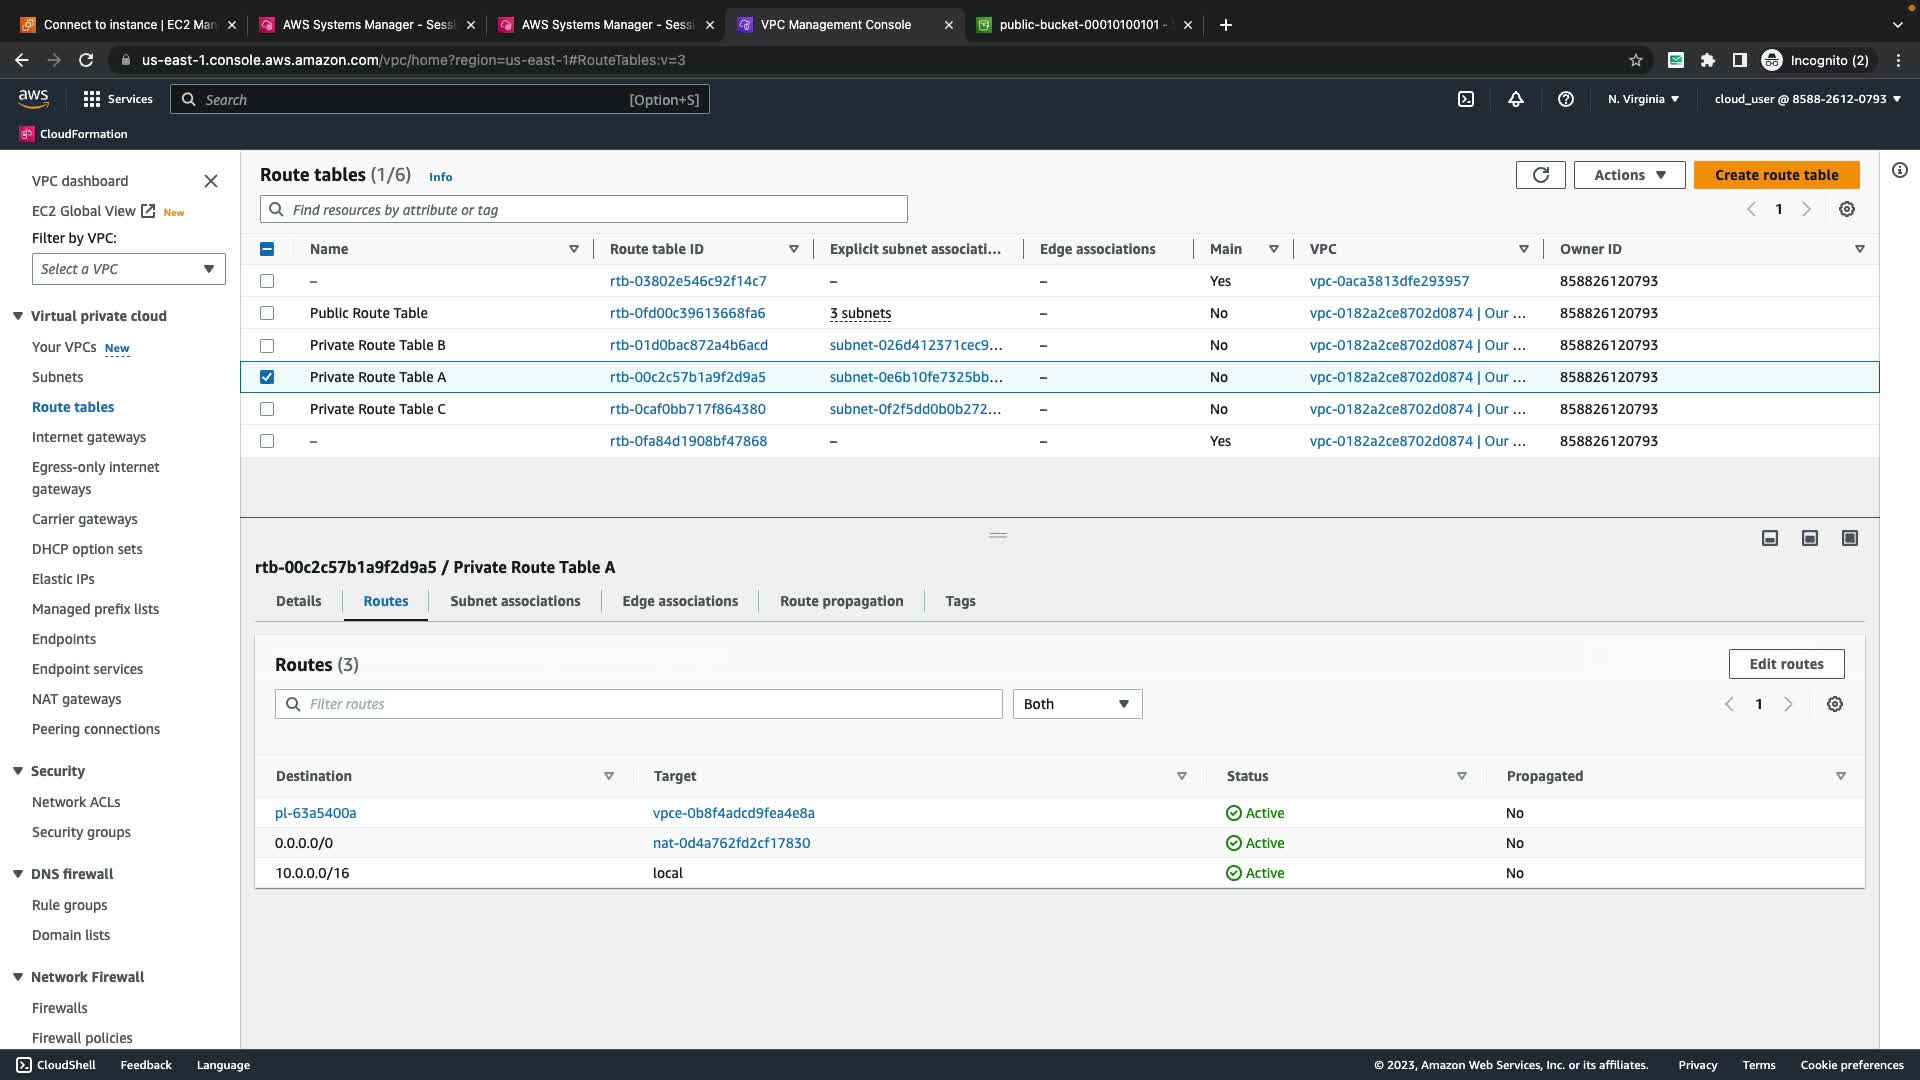 Connect to instance | EC2 Man
AWS Systems Manager - Sessi
AWS Systems Manager - Sessi
VPC Management Console
public-bucket-00010100101 -
us-east-1.console.aws.amazon.com/vpc/home?region=us-east-1#RouteTables:v=3
Incognito (2)
aws
Services
Search
[Option+S]
N. Virginia
cloud_user @ 8588-2612-0793
CloudFormation
VPC dashboard
EC2 Global View New
Filter by VPC:
Select a VPC
Virtual private cloud
Your VPCs New
Subnets
Route tables
Internet gateways
Egress-only internet
gateways
Carrier gateways
DHCP option sets
Elastic IPs
Managed prefix lists
Endpoints
Endpoint services
NAT gateways
Peering connections
Security
Network ACLs
Security groups
DNS firewall
Rule groups
Domain lists
Network Firewall
Firewalls
Firewall policies
Route tables (1/6) Info
Actions
Create route table
Find resources by attribute or tag
1
Name Route table ID Explicit subnet associati... Edge associations Main VPC Owner ID
– rtb-03802e546c92f14c7 – – Yes vpc-0aca3813dfe293957 858826120793
Public Route Table rtb-0fd00c39613668fa6 3 subnets – No vpc-0182a2ce8702d0874 | Our ... 858826120793
Private Route Table B rtb-01d0bac872a4b6acd subnet-026d412371cec9... – No vpc-0182a2ce8702d0874 | Our ... 858826120793
Private Route Table A rtb-00c2c57b1a9f2d9a5 subnet-0e6b10fe7325bb... – No vpc-0182a2ce8702d0874 | Our ... 858826120793
Private Route Table C rtb-0caf0bb717f864380 subnet-0f2f5dd0b0b272... – No vpc-0182a2ce8702d0874 | Our ... 858826120793
– rtb-0fa84d1908bf47868 – – Yes vpc-0182a2ce8702d0874 | Our ... 858826120793
rtb-00c2c57b1a9f2d9a5 / Private Route Table A
Details Routes Subnet associations Edge associations Route propagation Tags
Routes (3)
Edit routes
Filter routes
Both
1
Destination Target Status Propagated
pl-63a5400a vpce-0b8f4adcd9fea4e8a Active No
0.0.0.0/0 nat-0d4a762fd2cf17830 Active No
10.0.0.0/16 local Active No
CloudShell Feedback Language
© 2023, Amazon Web Services, Inc. or its affiliates. Privacy Terms Cookie preferences